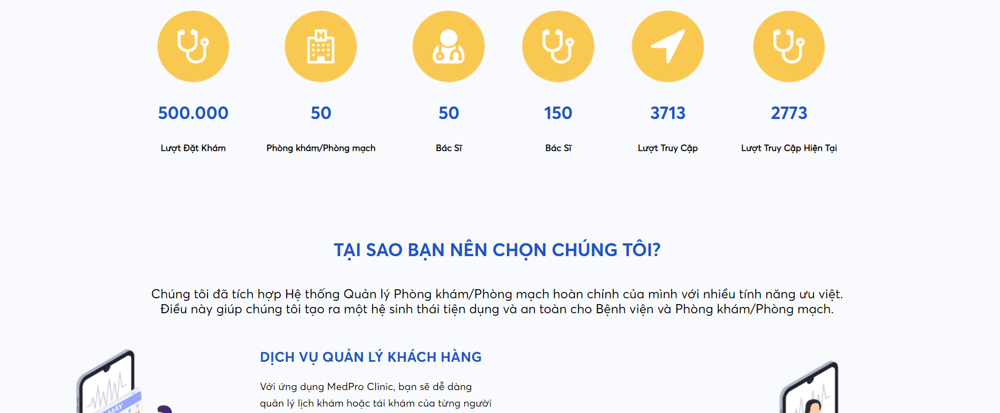 500.000
50
50
150
3713
2773
Lượt Đặt Khám
Phòng khám/Phòng mạch
Bác Sĩ
Bác Sĩ
Lượt Truy Cập
Lượt Truy Cập Hiện Tại
TẠI SAO BẠN NÊN CHỌN CHÚNG TÔI?
Chúng tôi đã tích hợp Hệ thống Quản lý Phòng khám/Phòng mạch hoàn chỉnh của mình với nhiều tính năng ưu việt.
Điều này giúp chúng tôi tạo ra một hệ sinh thái tiện dụng và an toàn cho Bệnh viện và Phòng khám/Phòng mạch.
DỊCH VỤ QUẢN LÝ KHÁCH HÀNG
Với ứng dụng MedPro Clinic, bạn sẽ dễ dàng
quản lý lịch khám hoặc tái khám của từng người
MAY